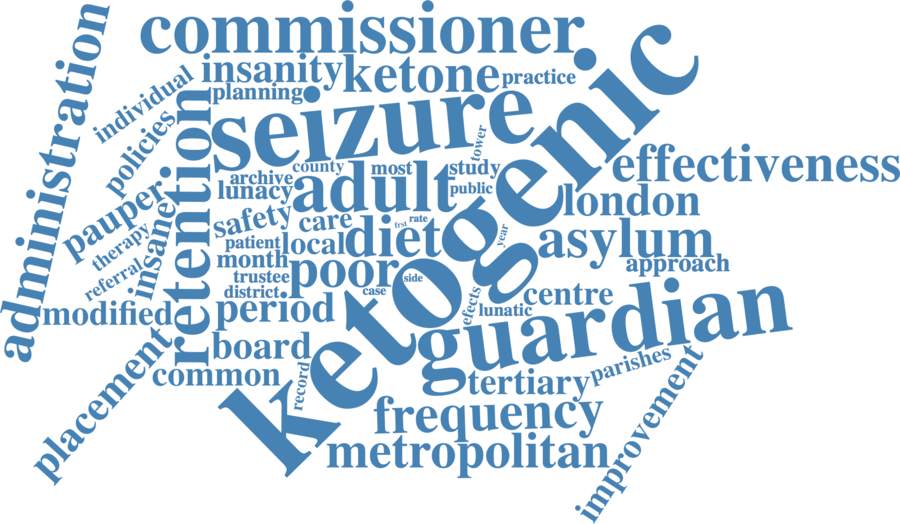 commissioner
administration
individual
insanity
ketone
practice
planning
seizure
ketogenic
policies
retention
tower
county
most
study
archive
adult
public
lunacy
effectiveness
london
pauper
insane
safety
care
frst
rate
therapy
patient
local
diet
year
asylum
month
approach
referral
trustee
poor
side
district
case
effects
centre
modified
period
lunatic
guardian
board
placement
common
record
tertiary
parishes
frequency
improvement
metropolitan